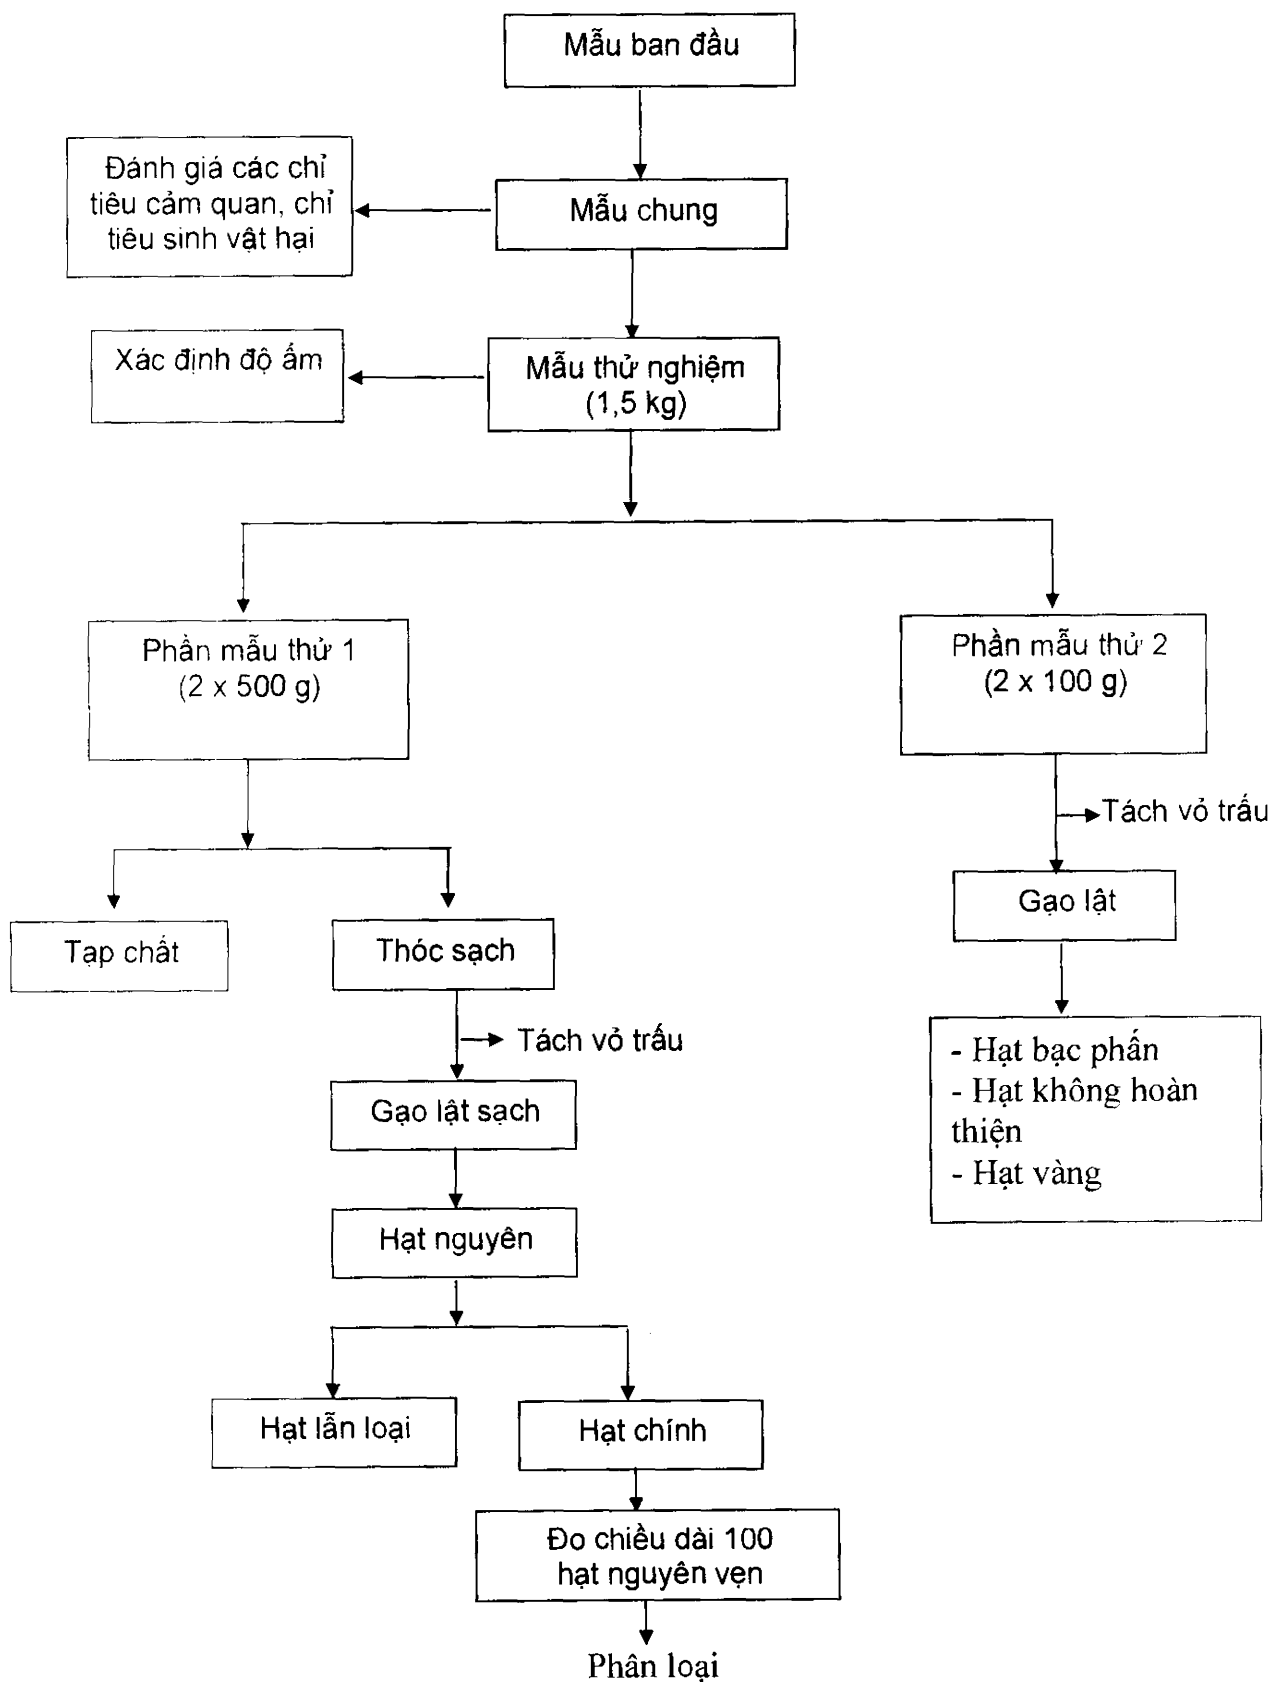 Mẫu ban đầu
Đánh giá các chỉ
tiêu cảm quan, chỉ
tiêu sinh vật hại
Mẫu chung
Xác định độ ẩm
Mẫu thử nghiệm
(1,5 kg)
Phần mẫu thử 1
(2 x 500 g)
Phần mẫu thử 2
(2 x 100 g)
Tách vỏ trấu
Gạo lật
Tạp chất
Thóc sạch
Tách vỏ trấu
Gạo lật sạch
- Hạt bạc phấn
- Hạt không hoàn
thiện
- Hạt vàng
Hạt nguyên
Hạt lẫn loại
Hạt chính
Đo chiều dài 100
hạt nguyên vẹn
Phân loại